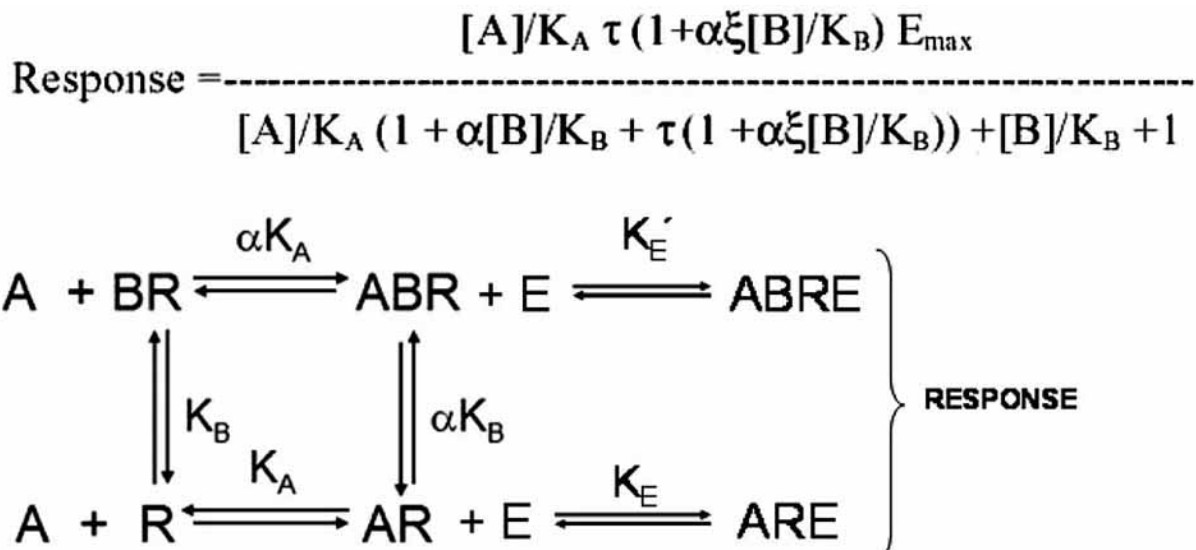 [A]/K_A τ (1+αξ[B]/K_B) E_max
Response =--------------------------------------------------
[A]/K_A (1 + α[B]/K_B + τ(1 +αξ[B]/K_B)) +[B]/K_B +1
αK_A K_E´
A + BR ABR + E ABRE
K_B αK_B RESPONSE
K_A K_E
A + R AR + E ARE